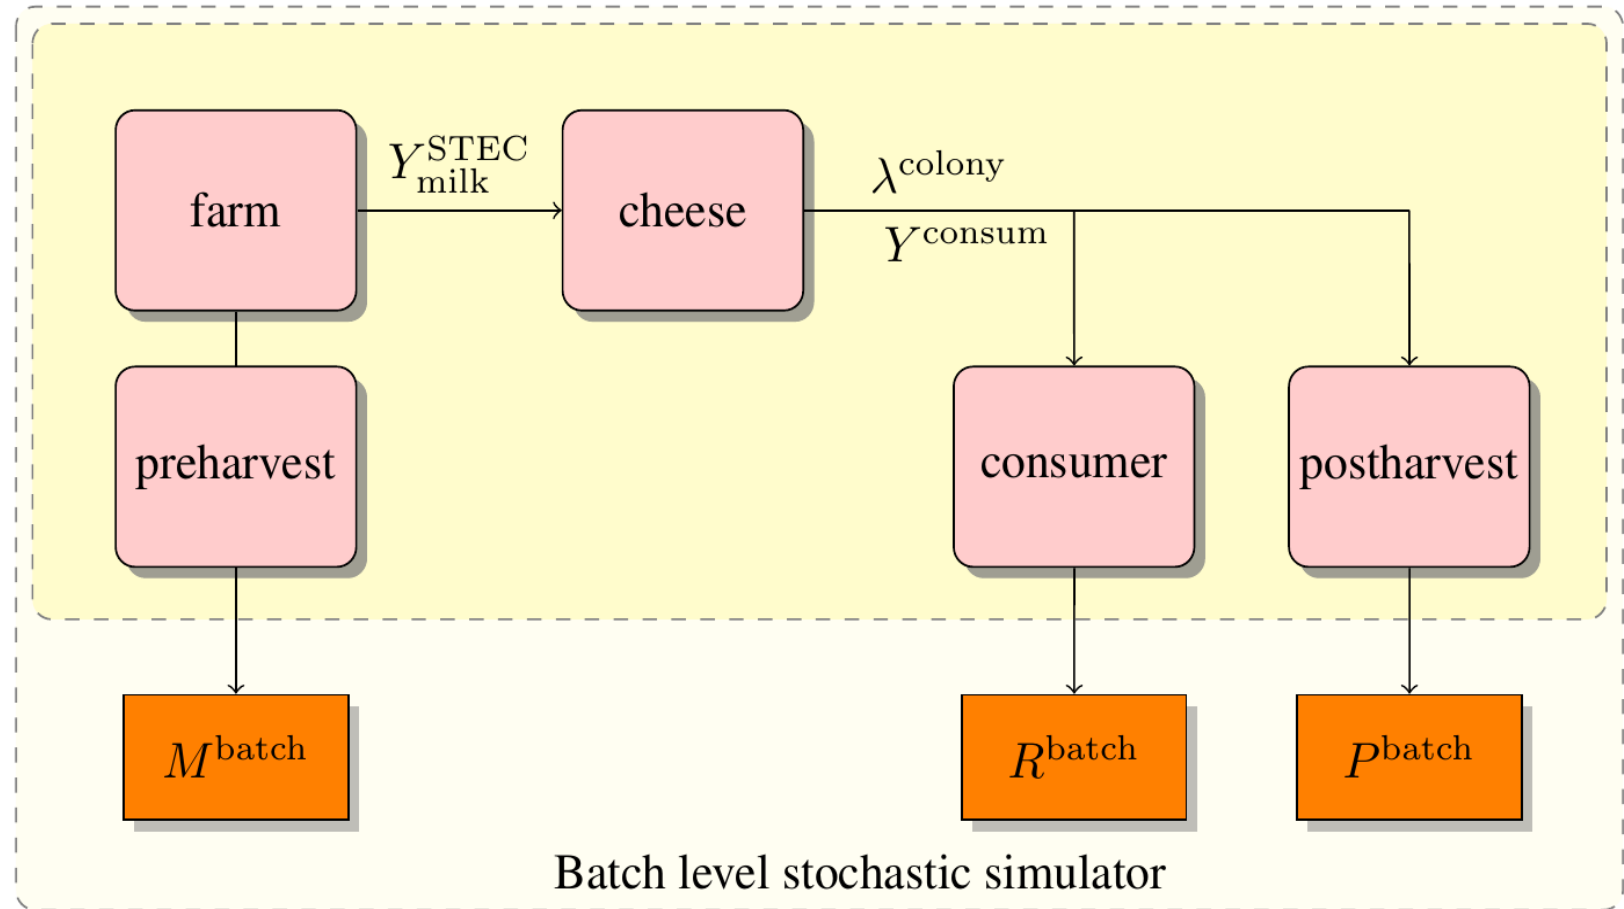 farm
Y^STEC_milk
cheese
λ^colony
Y^consum
preharvest
consumer
postharvest
M^batch
R^batch
P^batch
Batch level stochastic simulator